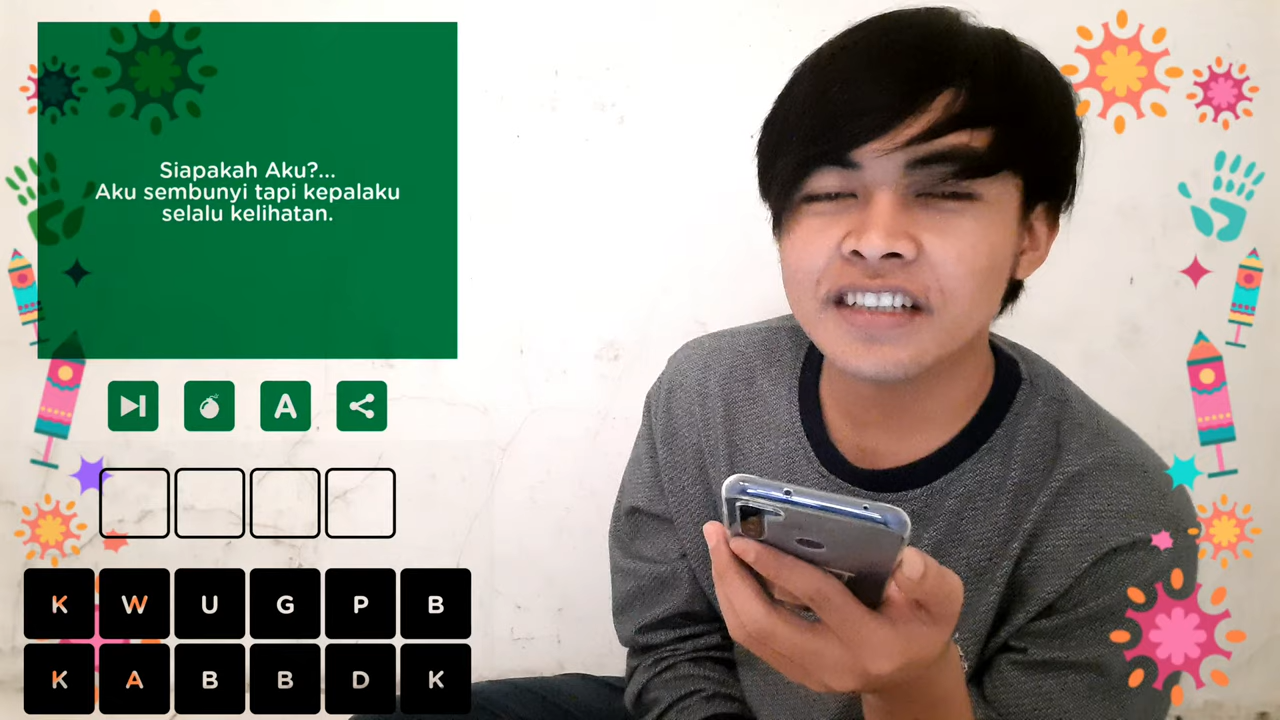 Siapakah Aku?...
Aku sembunyi tapi kepalaku
selalu kelihatan.
A
K W U G P B
K A B B D K